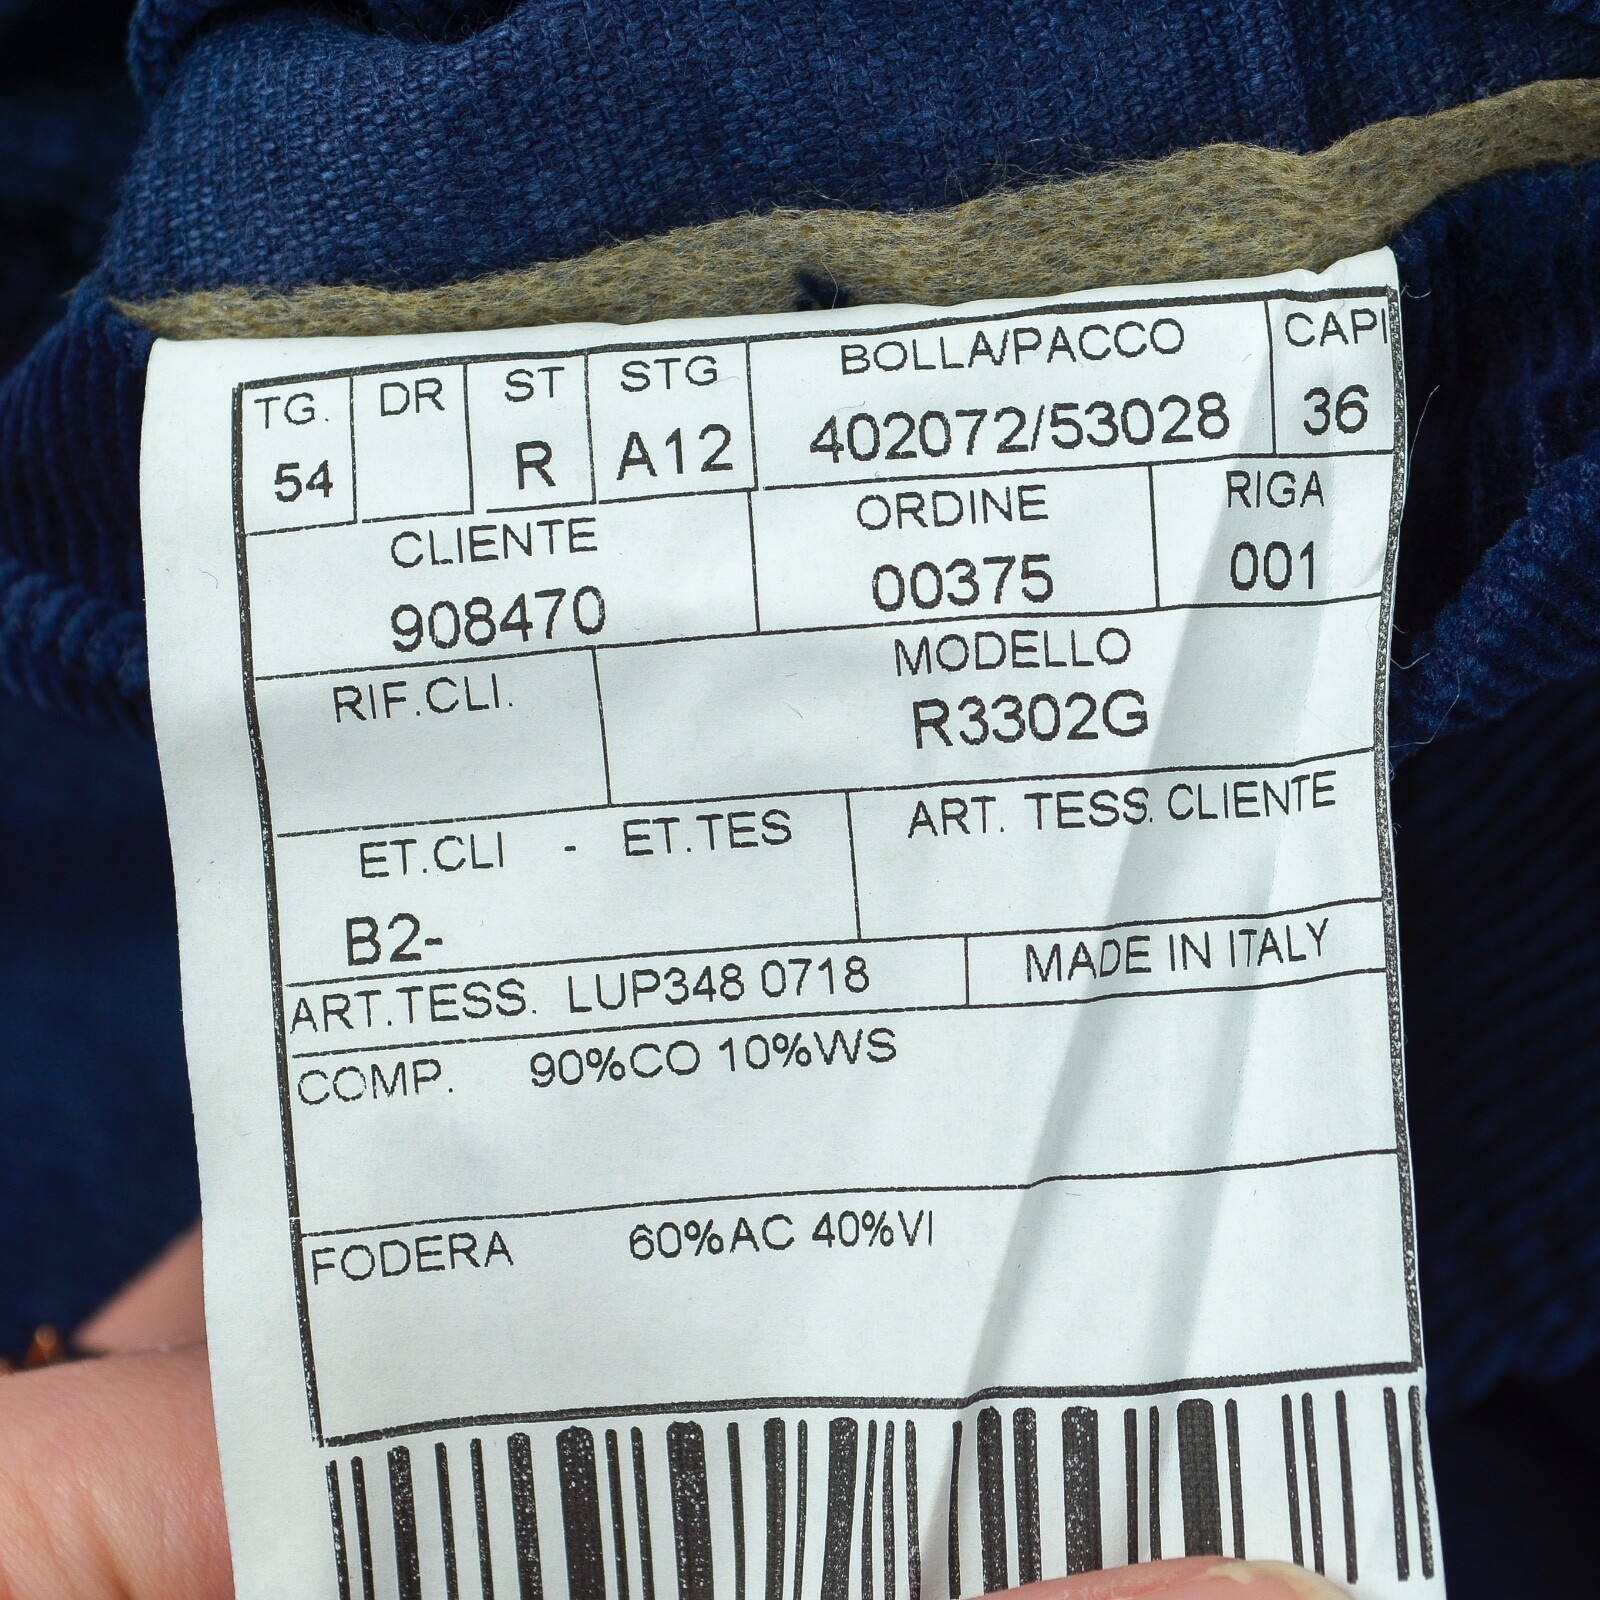 TG. DR ST STG BOLLA/PACCO CAPI
54 R A12 402072/53028 36
CLIENTE ORDINE RIGA
908470 00375 001
RIF.CLI. MODELLO
R3302G
ET.CLI - ET.TES ART. TESS. CLIENTE
B2-
ART.TESS. LUP348 0718 MADE IN ITALY
COMP. 90%CO 10%WS
FODERA 60%AC 40%VI